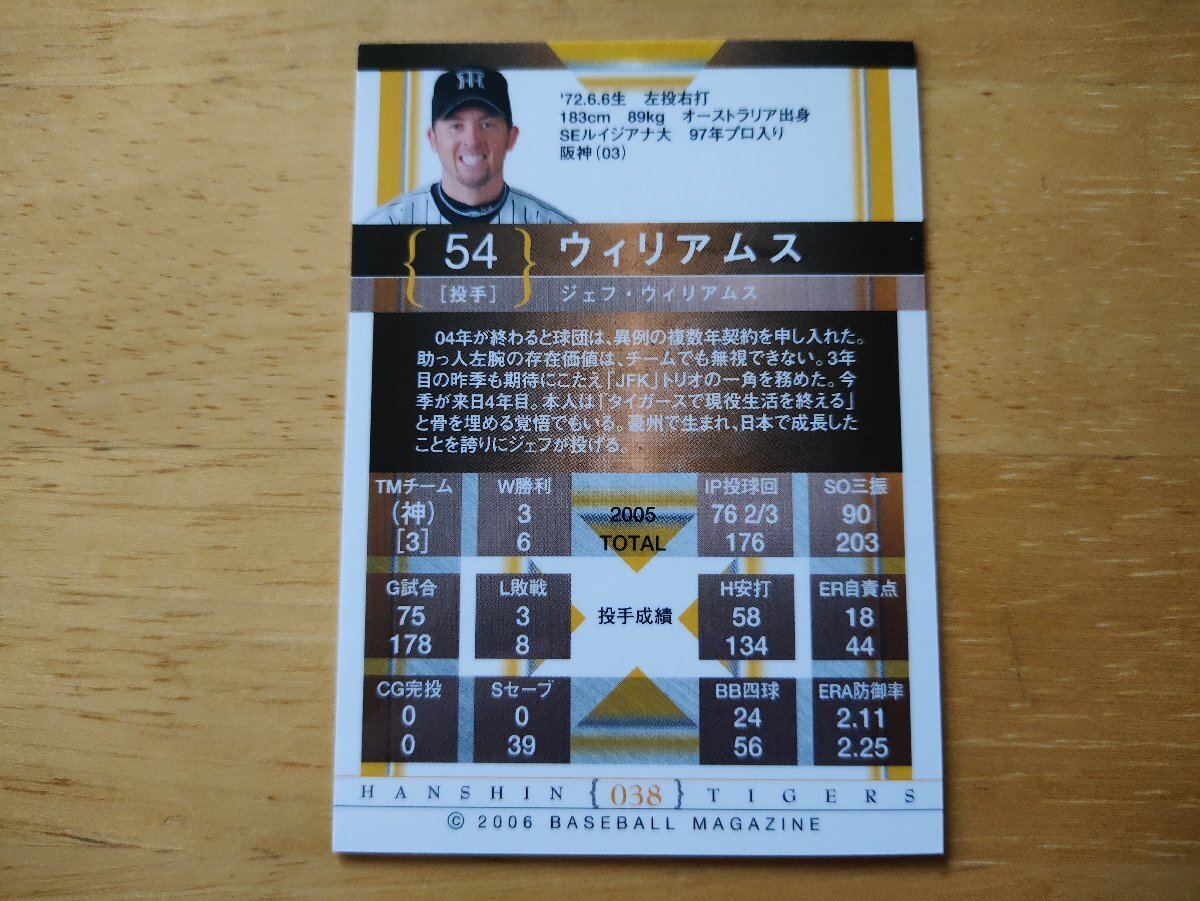 '72.6.6生 左投右打
183cm 89kg オーストラリア出身
SEルイジアナ大 97年プロ入り
阪神(03)
54 ウィリアムス
[投手] ジェフ・ウィリアムス
04年が終わると球団は、異例の複数年契約を申し入れた。
助っ人左腕の存在価値は、チームでも無視できない。3年
目の昨季も期待にこたえ「JFK」トリオの一角を務めた。今
季が来日4年目。本人は「タイガースで現役生活を終える」
と骨を埋める覚悟でもいる。豪州で生まれ、日本で成長した
ことを誇りにジェフが投げる。
TMチーム W勝利 IP投球回 SO三振
(神) 3 2005 76 2/3 90
[3] 6 TOTAL 176 203
G試合 L敗戦 H安打 ER自責点
75 3 投手成績 58 18
178 8 134 44
CG完投 Sセーブ BB四球 ERA防御率
0 0 24 2.11
0 39 56 2.25
HANSHIN {038} TIGERS
© 2006 BASEBALL MAGAZINE